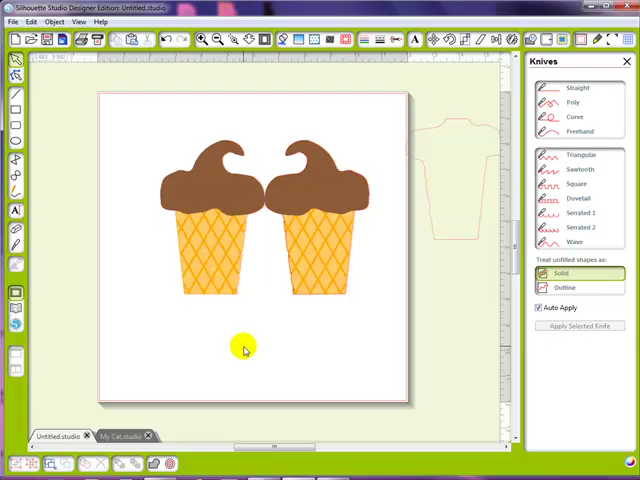 Silhouette Studio Designer Edition: Untitled.studio
File Edit View Object Window Help
Knives
Straight
Poly
Curve
Freehand
Triangular
Sawtooth
Square
Dovetail
Serrated 1
Serrated 2
Wave
Treat unfilled shapes as:
Solid
Outline
Auto Apply
Apply Selected Knife
Untitled.studio
My Cat.studio